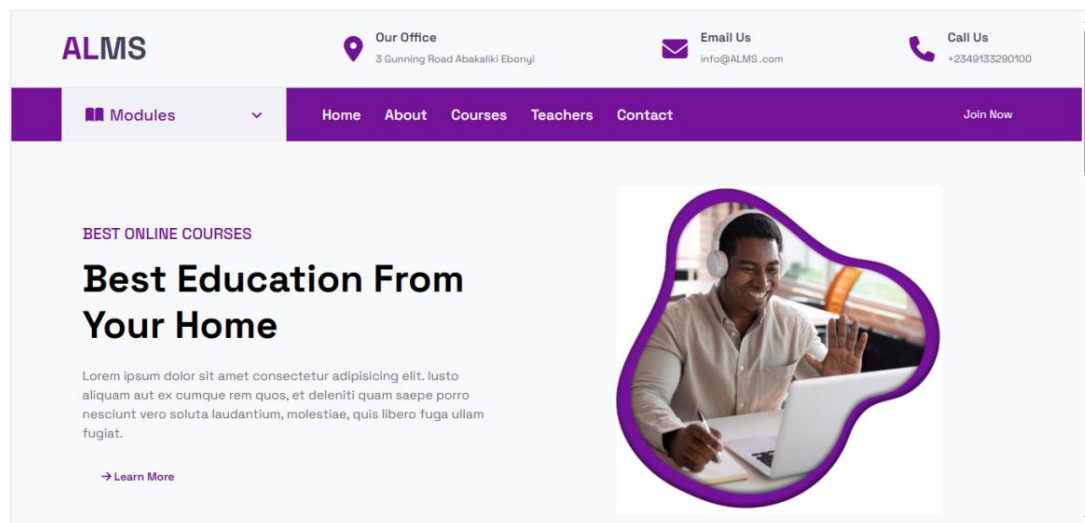 ALMS
Our Office
3 Gunning Road Abakaliki Ebonyi
Email Us
info@ALMS .com
Call Us
+2349133290100
Modules
Home About Courses Teachers Contact
Join Now
BEST ONLINE COURSES
Best Education From
Your Home
Lorem ipsum dolor sit amet consectetur adipisicing elit. Iusto
aliquam aut ex cumque rem quos, et deleniti quam saepe porro
nesciunt vero soluta laudantium, molestiae, quis libero fuga ullam
fugiat.
→ Learn More